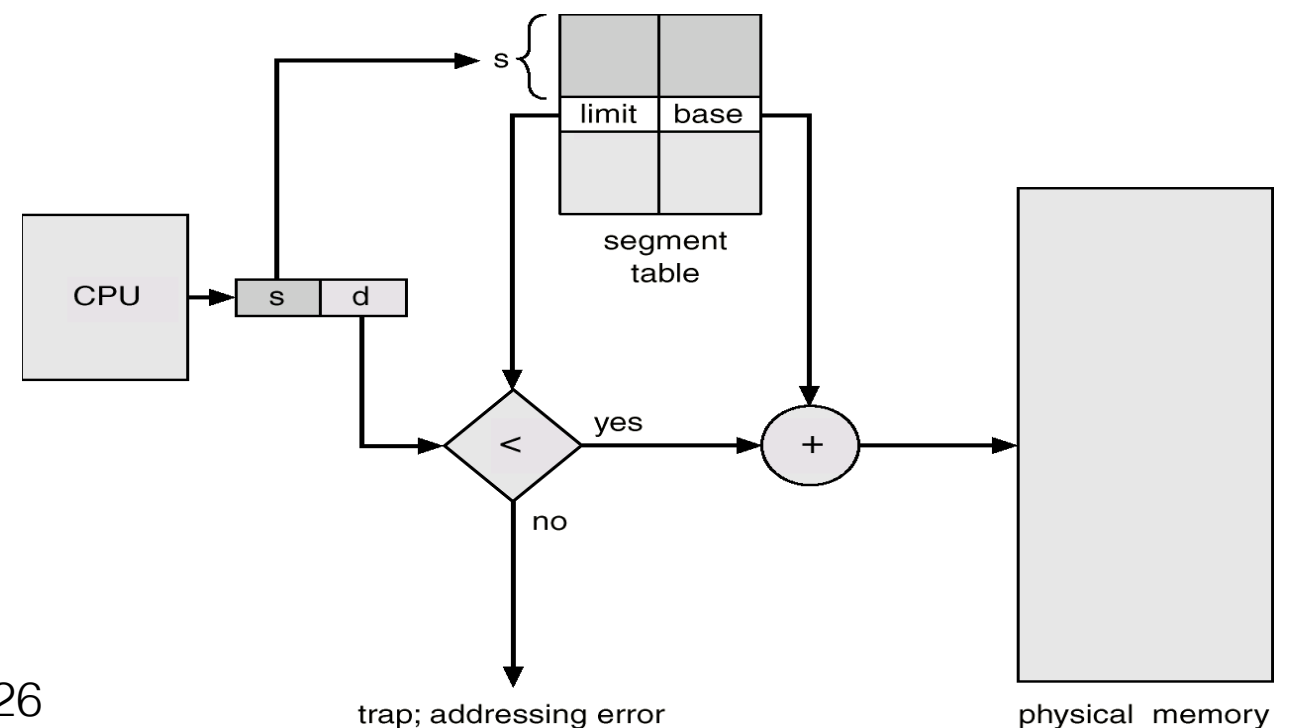 s
limit base
segment
table
CPU
s d
yes
<
+
no
26
trap; addressing error
physical memory